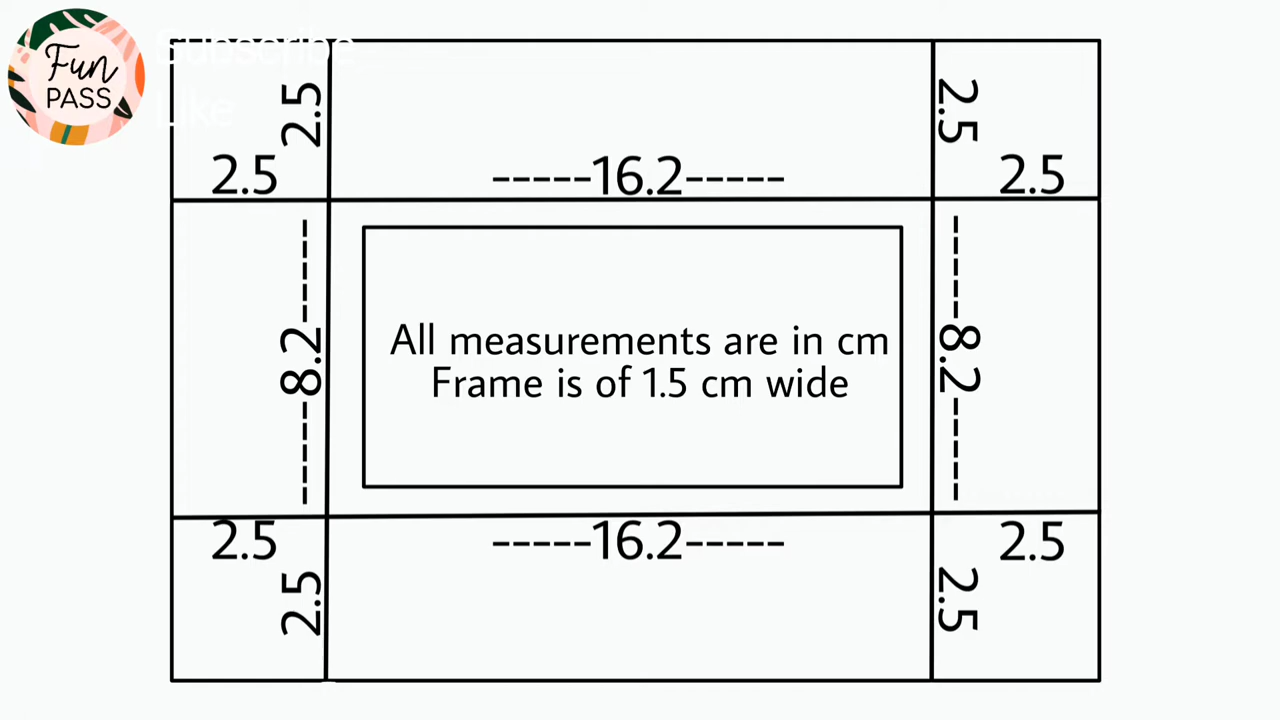 Fun
PASS
Subscribe
Like
2.5
2.5
2.5
2.5
-----16.2-----
------8.2------
------8.2------
All measurements are in cm
Frame is of 1.5 cm wide
2.5
-----16.2-----
2.5
2.5
2.5